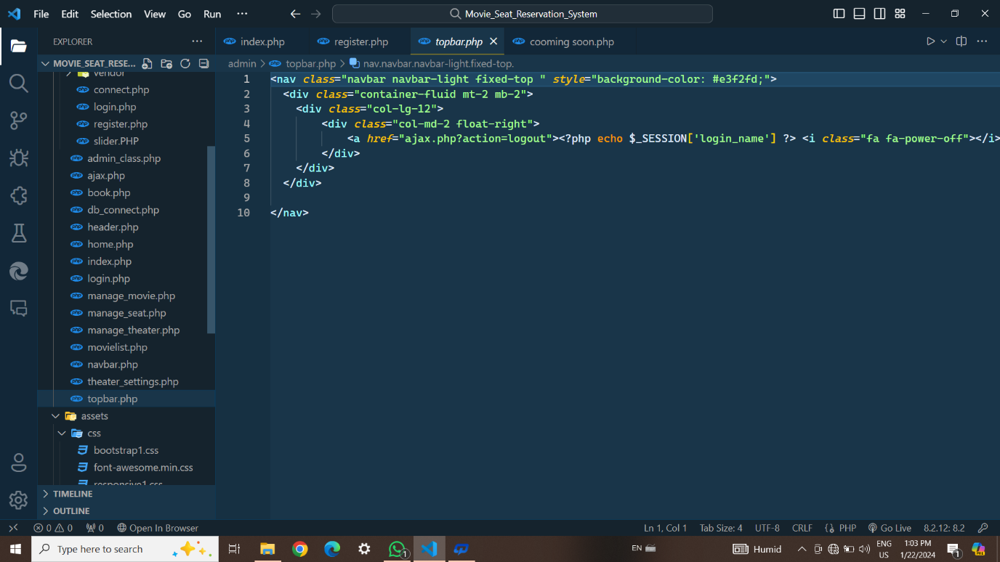 File Edit Selection View Go Run ···
Movie_Seat_Reservation_System
EXPLORER
index.php register.php topbar.php cooming soon.php
MOVIE_SEAT_RESE...
admin > topbar.php > nav.navbar.navbar-light.fixed-top.
vendor
connect.php
login.php
register.php
slider.PHP
admin_class.php
ajax.php
book.php
db_connect.php
header.php
home.php
index.php
login.php
manage_movie.php
manage_seat.php
manage_theater.php
movielist.php
navbar.php
theater_settings.php
topbar.php
assets
css
bootstrap1.css
font-awesome.min.css
responsive1.css
TIMELINE
OUTLINE
1 <nav class="navbar navbar-light fixed-top " style="background-color: #e3f2fd;">
2 <div class="container-fluid mt-2 mb-2">
3 <div class="col-lg-12">
4 <div class="col-md-2 float-right">
5 <a href="ajax.php?action=logout"><?php echo $_SESSION['login_name'] ?> <i class="fa fa-power-off"></i>
6 </div>
7 </div>
8 </div>
9
10 </nav>
0 0 0 Open In Browser Ln 1, Col 1 Tab Size: 4 UTF-8 CRLF {} PHP Go Live 8.2.12: 8.2
Type here to search
1
EN
Humid
ENG
US
1:03 PM
1/22/2024
1
PRE